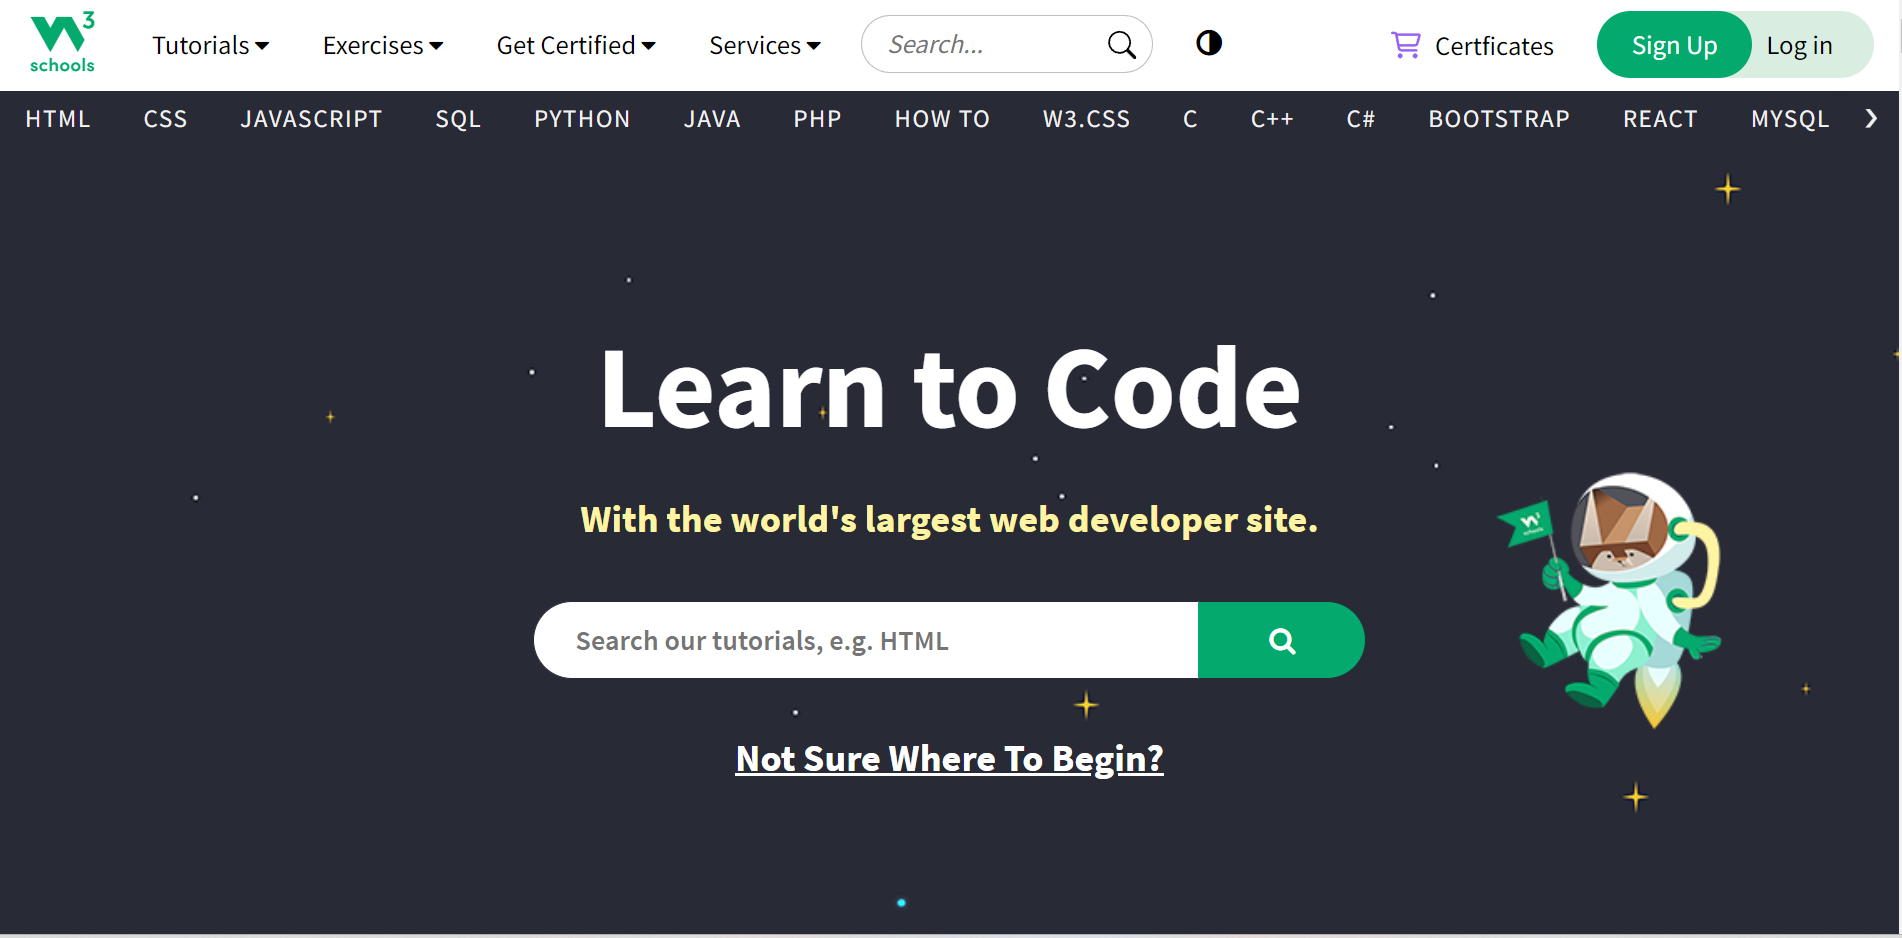 W3 schools
Tutorials Exercises Get Certified Services Search... Certficates Sign Up Log in
HTML CSS JAVASCRIPT SQL PYTHON JAVA PHP HOW TO W3.CSS C C++ C# BOOTSTRAP REACT MYSQL
Learn to Code
With the world's largest web developer site.
W3 schools
Search our tutorials, e.g. HTML
Not Sure Where To Begin?